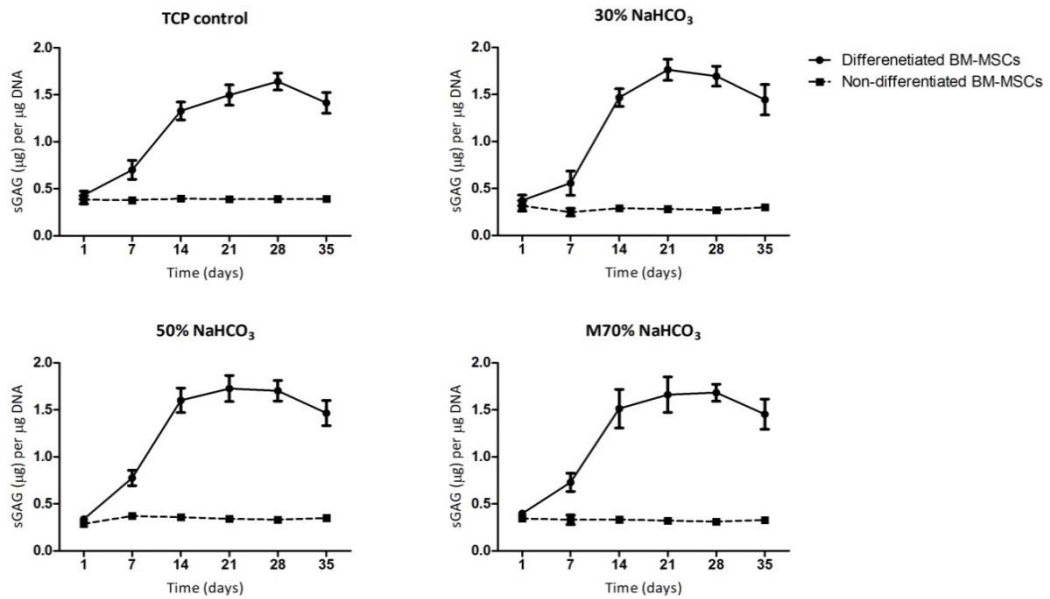 TCP control
2.0
1.5
1.0
0.5
0.0
sGAG (µg) per µg DNA
1 7 14 21 28 35
Time (days)
30% NaHCO₃
2.0
1.5
1.0
0.5
0.0
sGAG (µg) per µg DNA
1 7 14 21 28 35
Time (days)
Differenetiated BM-MSCs
Non-differentiated BM-MSCs
50% NaHCO₃
2.0
1.5
1.0
0.5
0.0
sGAG (µg) per µg DNA
1 7 14 21 28 35
Time (days)
M70% NaHCO₃
2.0
1.5
1.0
0.5
0.0
sGAG (µg) per µg DNA
1 7 14 21 28 35
Time (days)